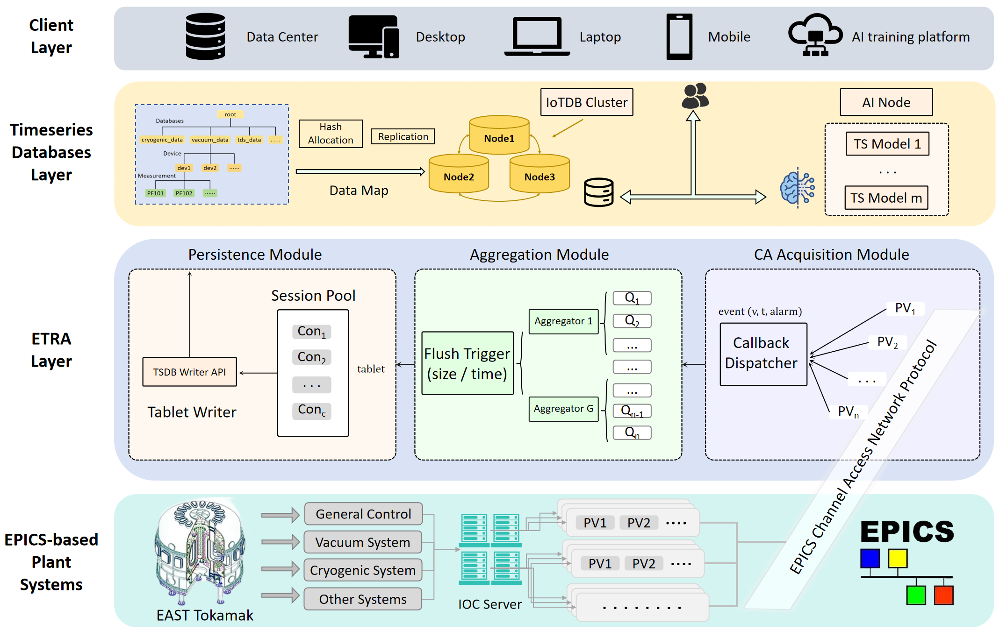 Client
Layer
Data Center
Desktop
Laptop
Mobile
AI training platform
Timeseries
Databases
Layer
root
Databases
cryogenic_data
vacuum_data
tds_data
....
Device
dev1
dev2
......
Measurement
PF101
PF102
......
Hash
Allocation
Replication
Data Map
IoTDB Cluster
Node1
Node2
Node3
AI Node
TS Model 1
...
TS Model m
ETRA
Layer
Persistence Module
Session Pool
Con1
Con2
...
Conc
TSDB Writer API
Tablet Writer
tablet
Aggregation Module
Flush Trigger
(size / time)
Aggregator 1
Aggregator G
Q1
Q2
...
...
...
Qn-1
Qn
CA Acquisition Module
event (v, t, alarm)
Callback
Dispatcher
PV1
PV2
...
PVn
EPICS Channel Access Network Protocol
EPICS-based
Plant
Systems
EAST Tokamak
General Control
Vacuum System
Cryogenic System
Other Systems
IOC Server
PV1 PV2 ....
PV1 PV2 ....
........
EPICS